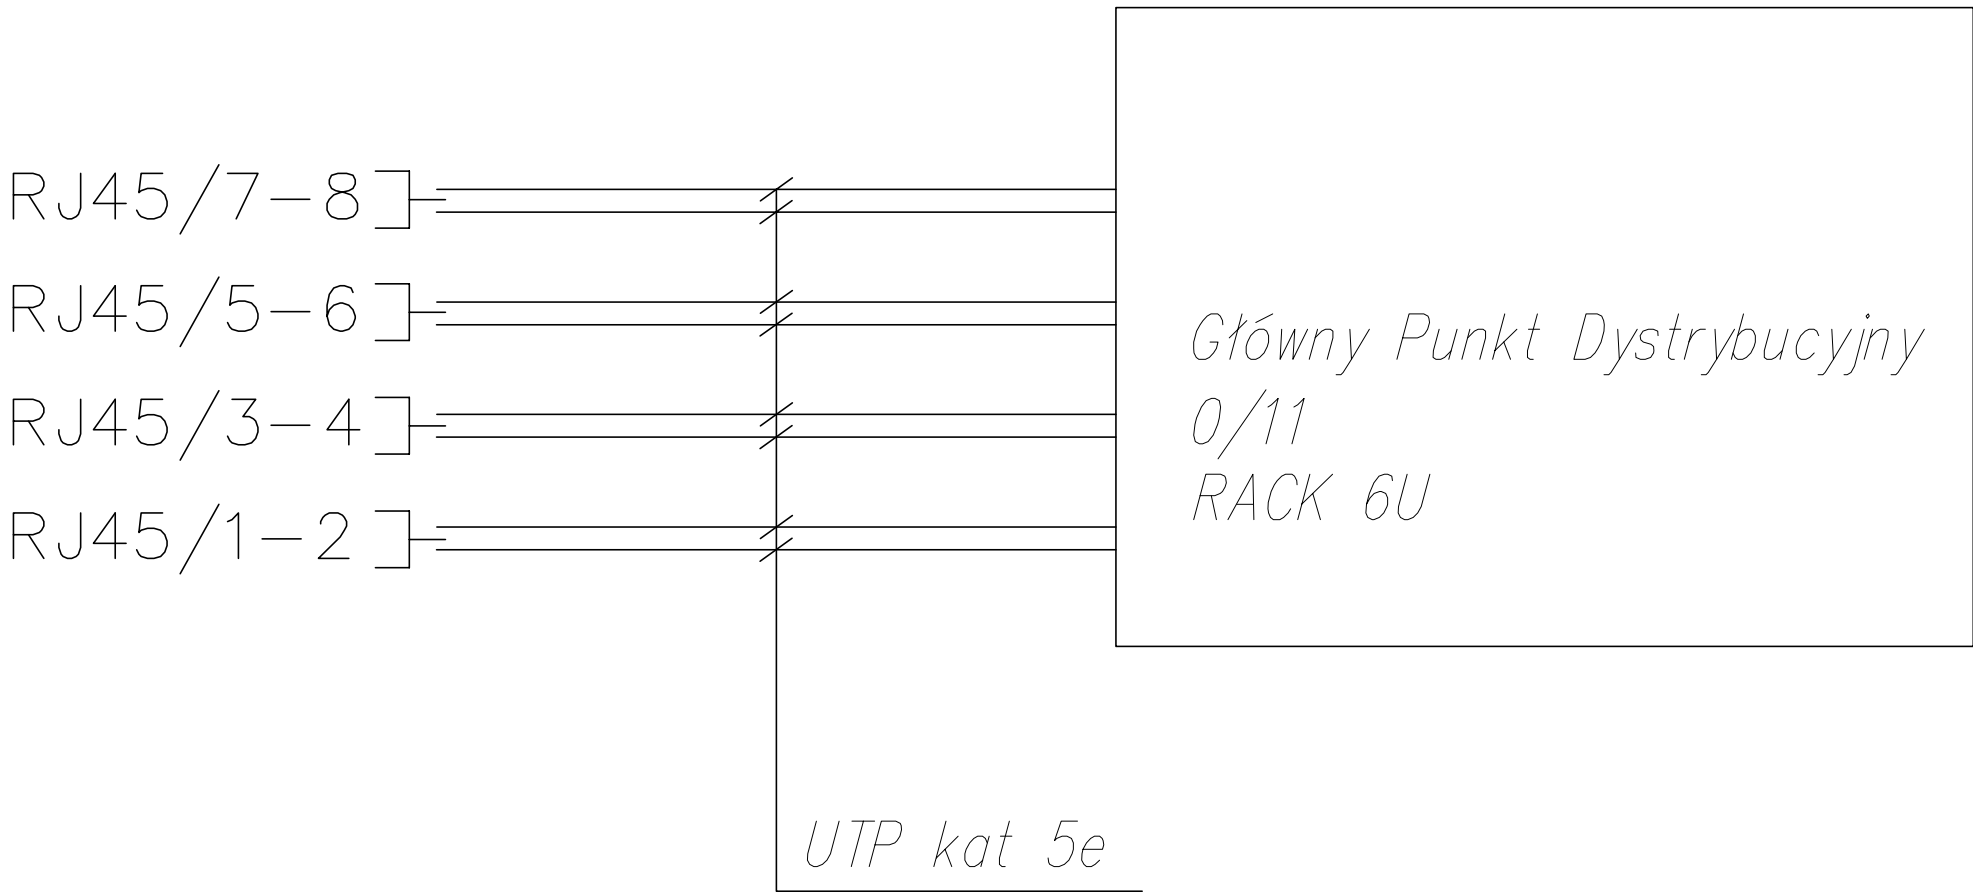 RJ45/7-8
RJ45/5-6
RJ45/3-4
RJ45/1-2
Główny Punkt Dystrybucyjny
0/11
RACK 6U
UTP kat 5e